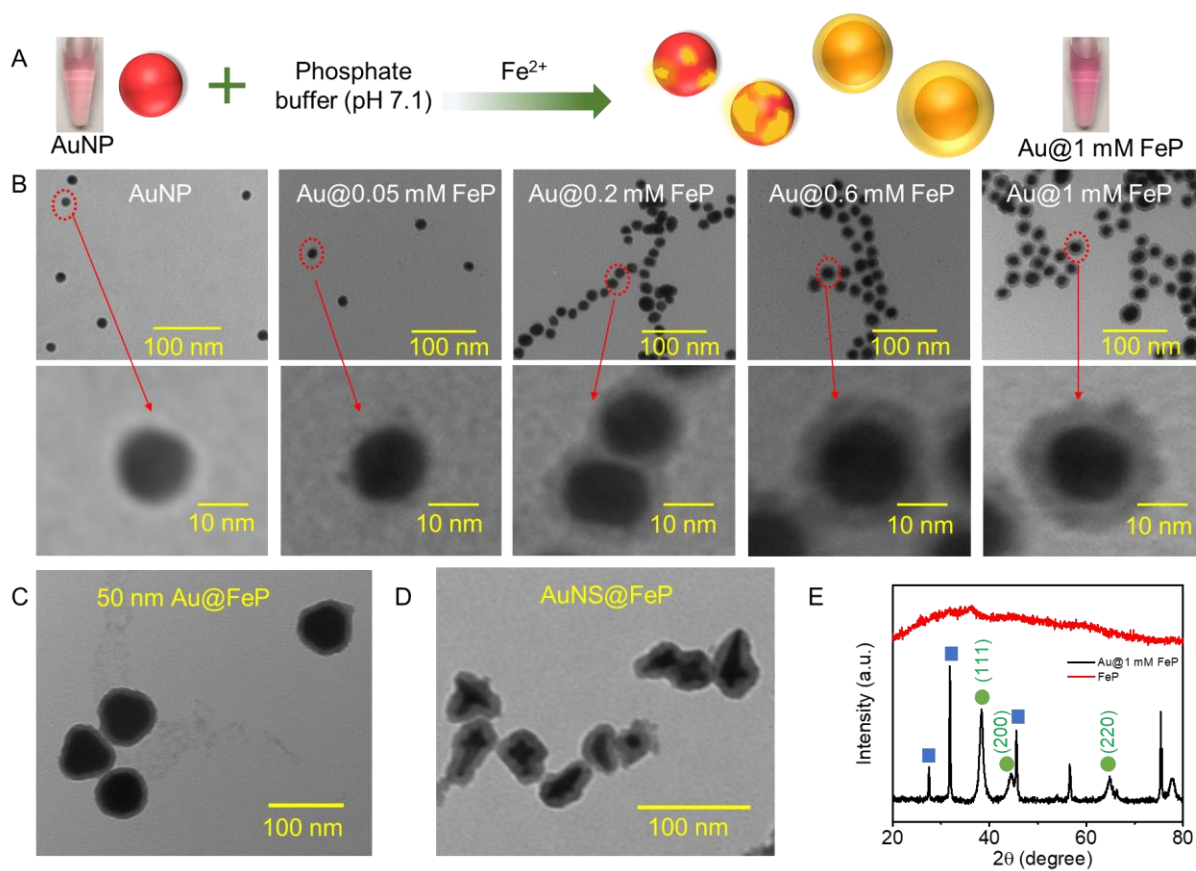 A
AuNP
+
Phosphate
buffer (pH 7.1)
Fe²⁺
Au@1 mM FeP
B
AuNP
Au@0.05 mM FeP
Au@0.2 mM FeP
Au@0.6 mM FeP
Au@1 mM FeP
100 nm
100 nm
100 nm
100 nm
100 nm
10 nm
10 nm
10 nm
10 nm
10 nm
C
50 nm Au@FeP
100 nm
D
AuNS@FeP
100 nm
E
Intensity (a.u.)
(111)
(200)
(220)
Au@1 mM FeP
FeP
20
40
60
80
2θ (degree)